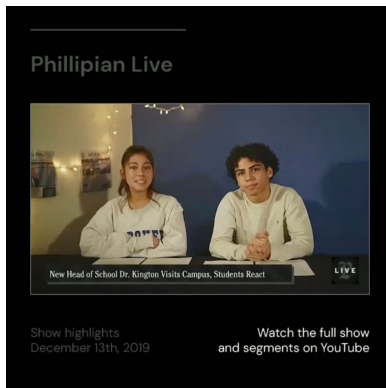 Phillipian Live
New Head of School Dr. Kington Visits Campus, Students React
LIVE
Show highlights
December 13th, 2019
Watch the full show
and segments on YouTube